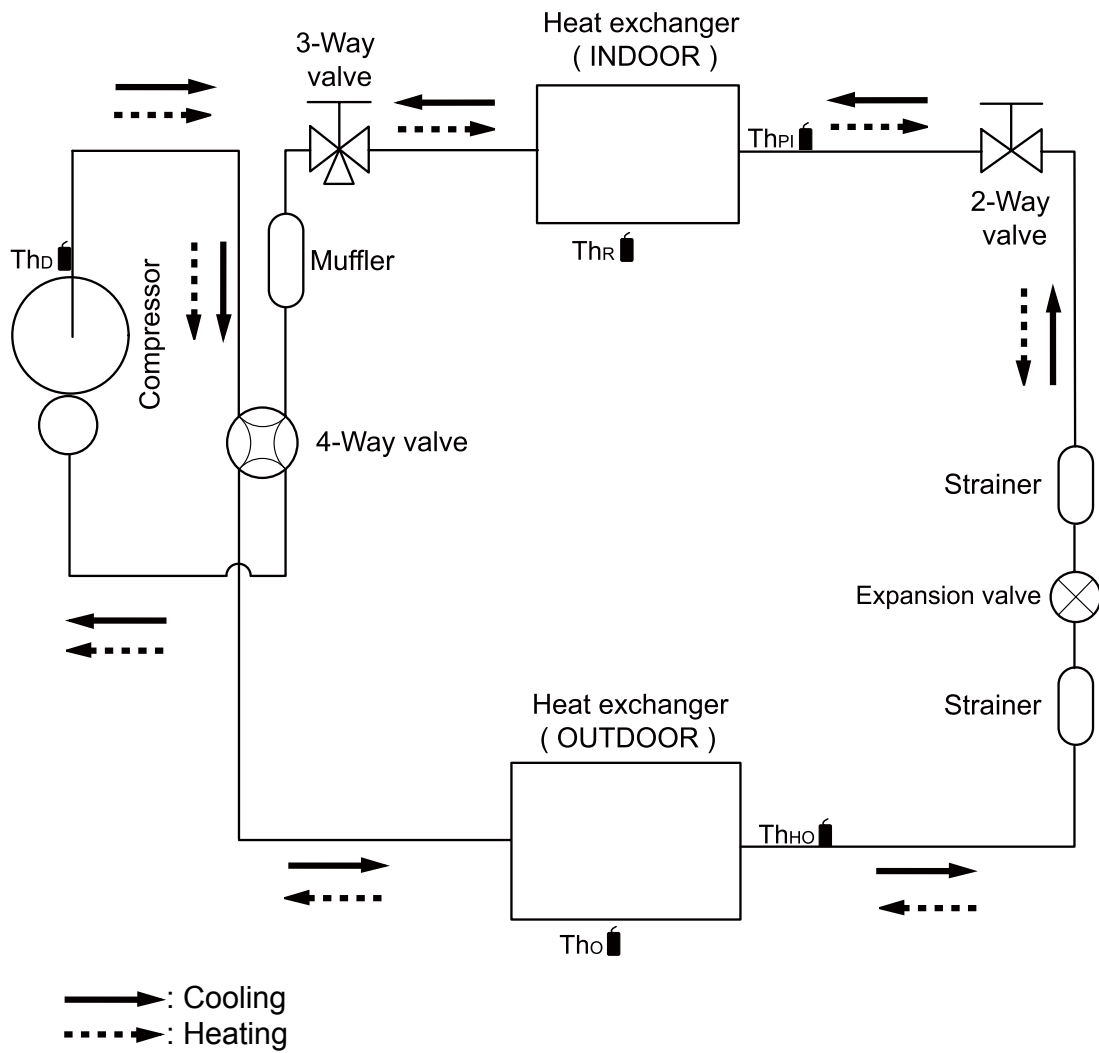 Heat exchanger
( INDOOR )
3-Way
valve
ThPI
2-Way
valve
ThD
Compressor
Muffler
ThR
4-Way valve
Strainer
Expansion valve
Strainer
Heat exchanger
( OUTDOOR )
ThHO
ThO
: Cooling
: Heating